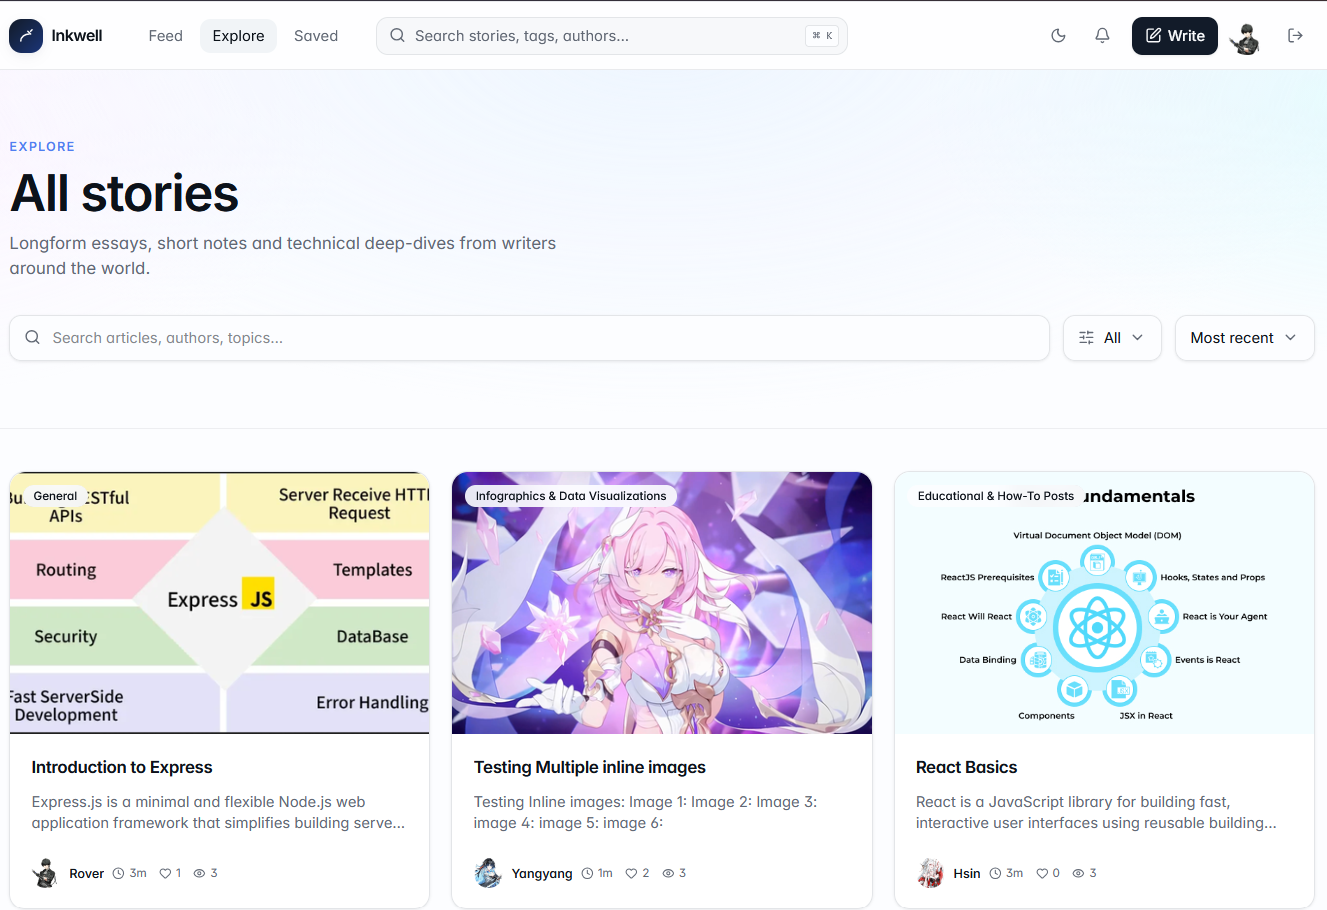 Inkwell
Feed
Explore
Saved
Search stories, tags, authors...
⌘ K
Write
EXPLORE
All stories
Longform essays, short notes and technical deep-dives from writers
around the world.
Search articles, authors, topics...
All
Most recent
General
STful
APIs
Server Receive HTT
Request
Routing
Templates
Express JS
Security
DataBase
Fast ServerSide
Development
Error Handling
Introduction to Express
Express.js is a minimal and flexible Node.js web
application framework that simplifies building serve...
Rover 3m 1 3
Infographics & Data Visualizations
Testing Multiple inline images
Testing Inline images: Image 1: Image 2: Image 3:
image 4: image 5: image 6:
Yangyang 1m 2 3
Educational & How-To Posts
undamentals
Virtual Document Object Model (DOM)
ReactJS Prerequisites
Hooks, States and Props
React Will React
React is Your Agent
Data Binding
Events is React
Components
JSX in React
React Basics
React is a JavaScript library for building fast,
interactive user interfaces using reusable building...
Hsin 3m 0 3